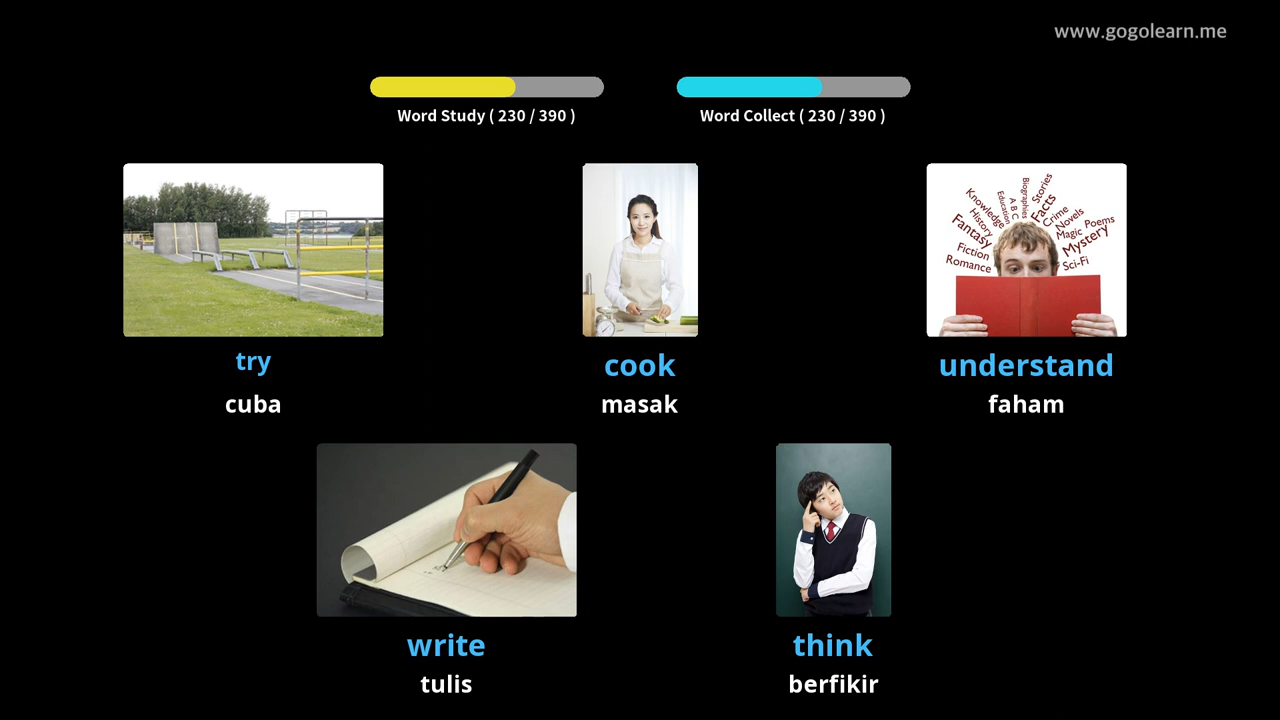 www.gogolearn.me
Word Study ( 230 / 390 )
Word Collect ( 230 / 390 )
Stories
Biographies
Facts
A B C
Education
Knowledge
History
Fantasy
Fiction
Romance
Crime
Novels
Magic
Poems
Mystery
Sci-Fi
try
cuba
cook
masak
understand
faham
write
tulis
think
berfikir